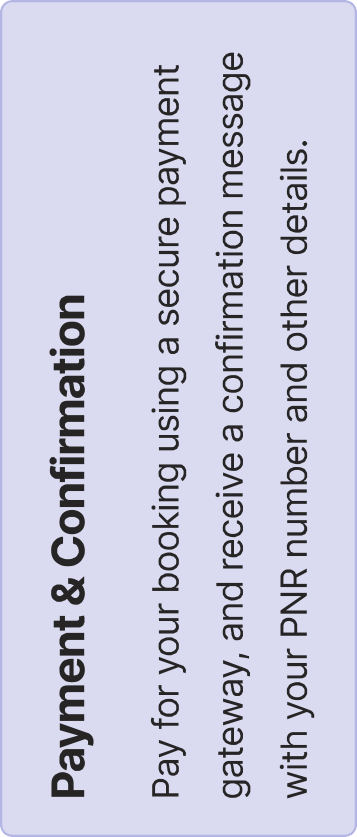 Payment & Confirmation
Pay for your booking using a secure payment
gateway, and receive a confirmation message
with your PNR number and other details.